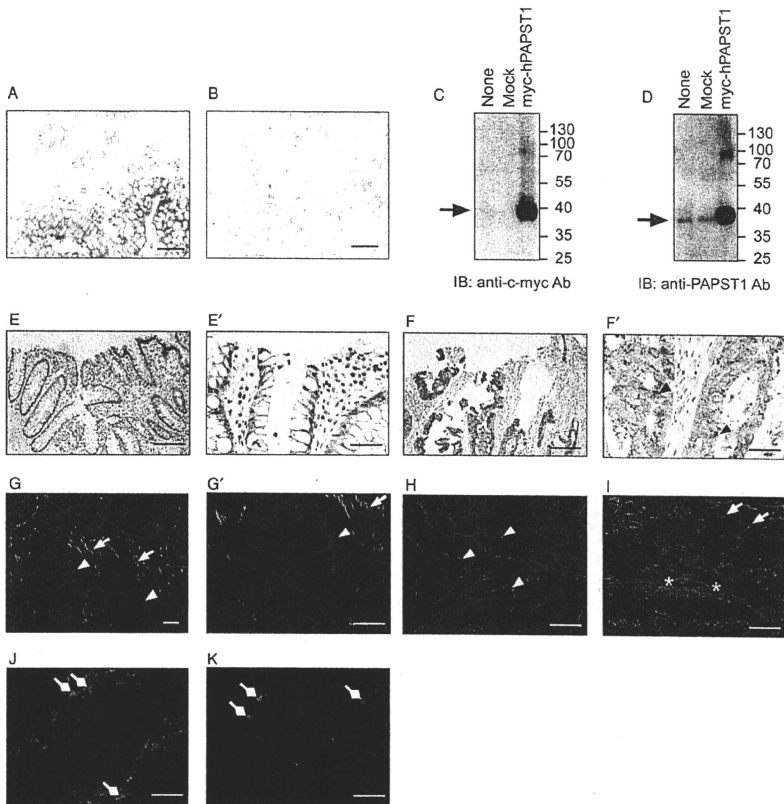 A
B
C
None
Mock
myc-hPAPST1
130
100
70
55
40
35
25
IB: anti-c-myc Ab
D
None
Mock
myc-hPAPST1
130
100
70
55
40
35
25
IB: anti-PAPST1 Ab
E
E′
F
F′
G
G′
H
I
* *
J
K